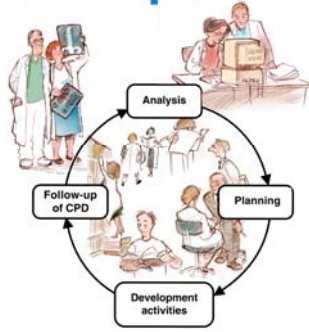 Analysis
Planning
Development
activities
Follow-up
of CPD